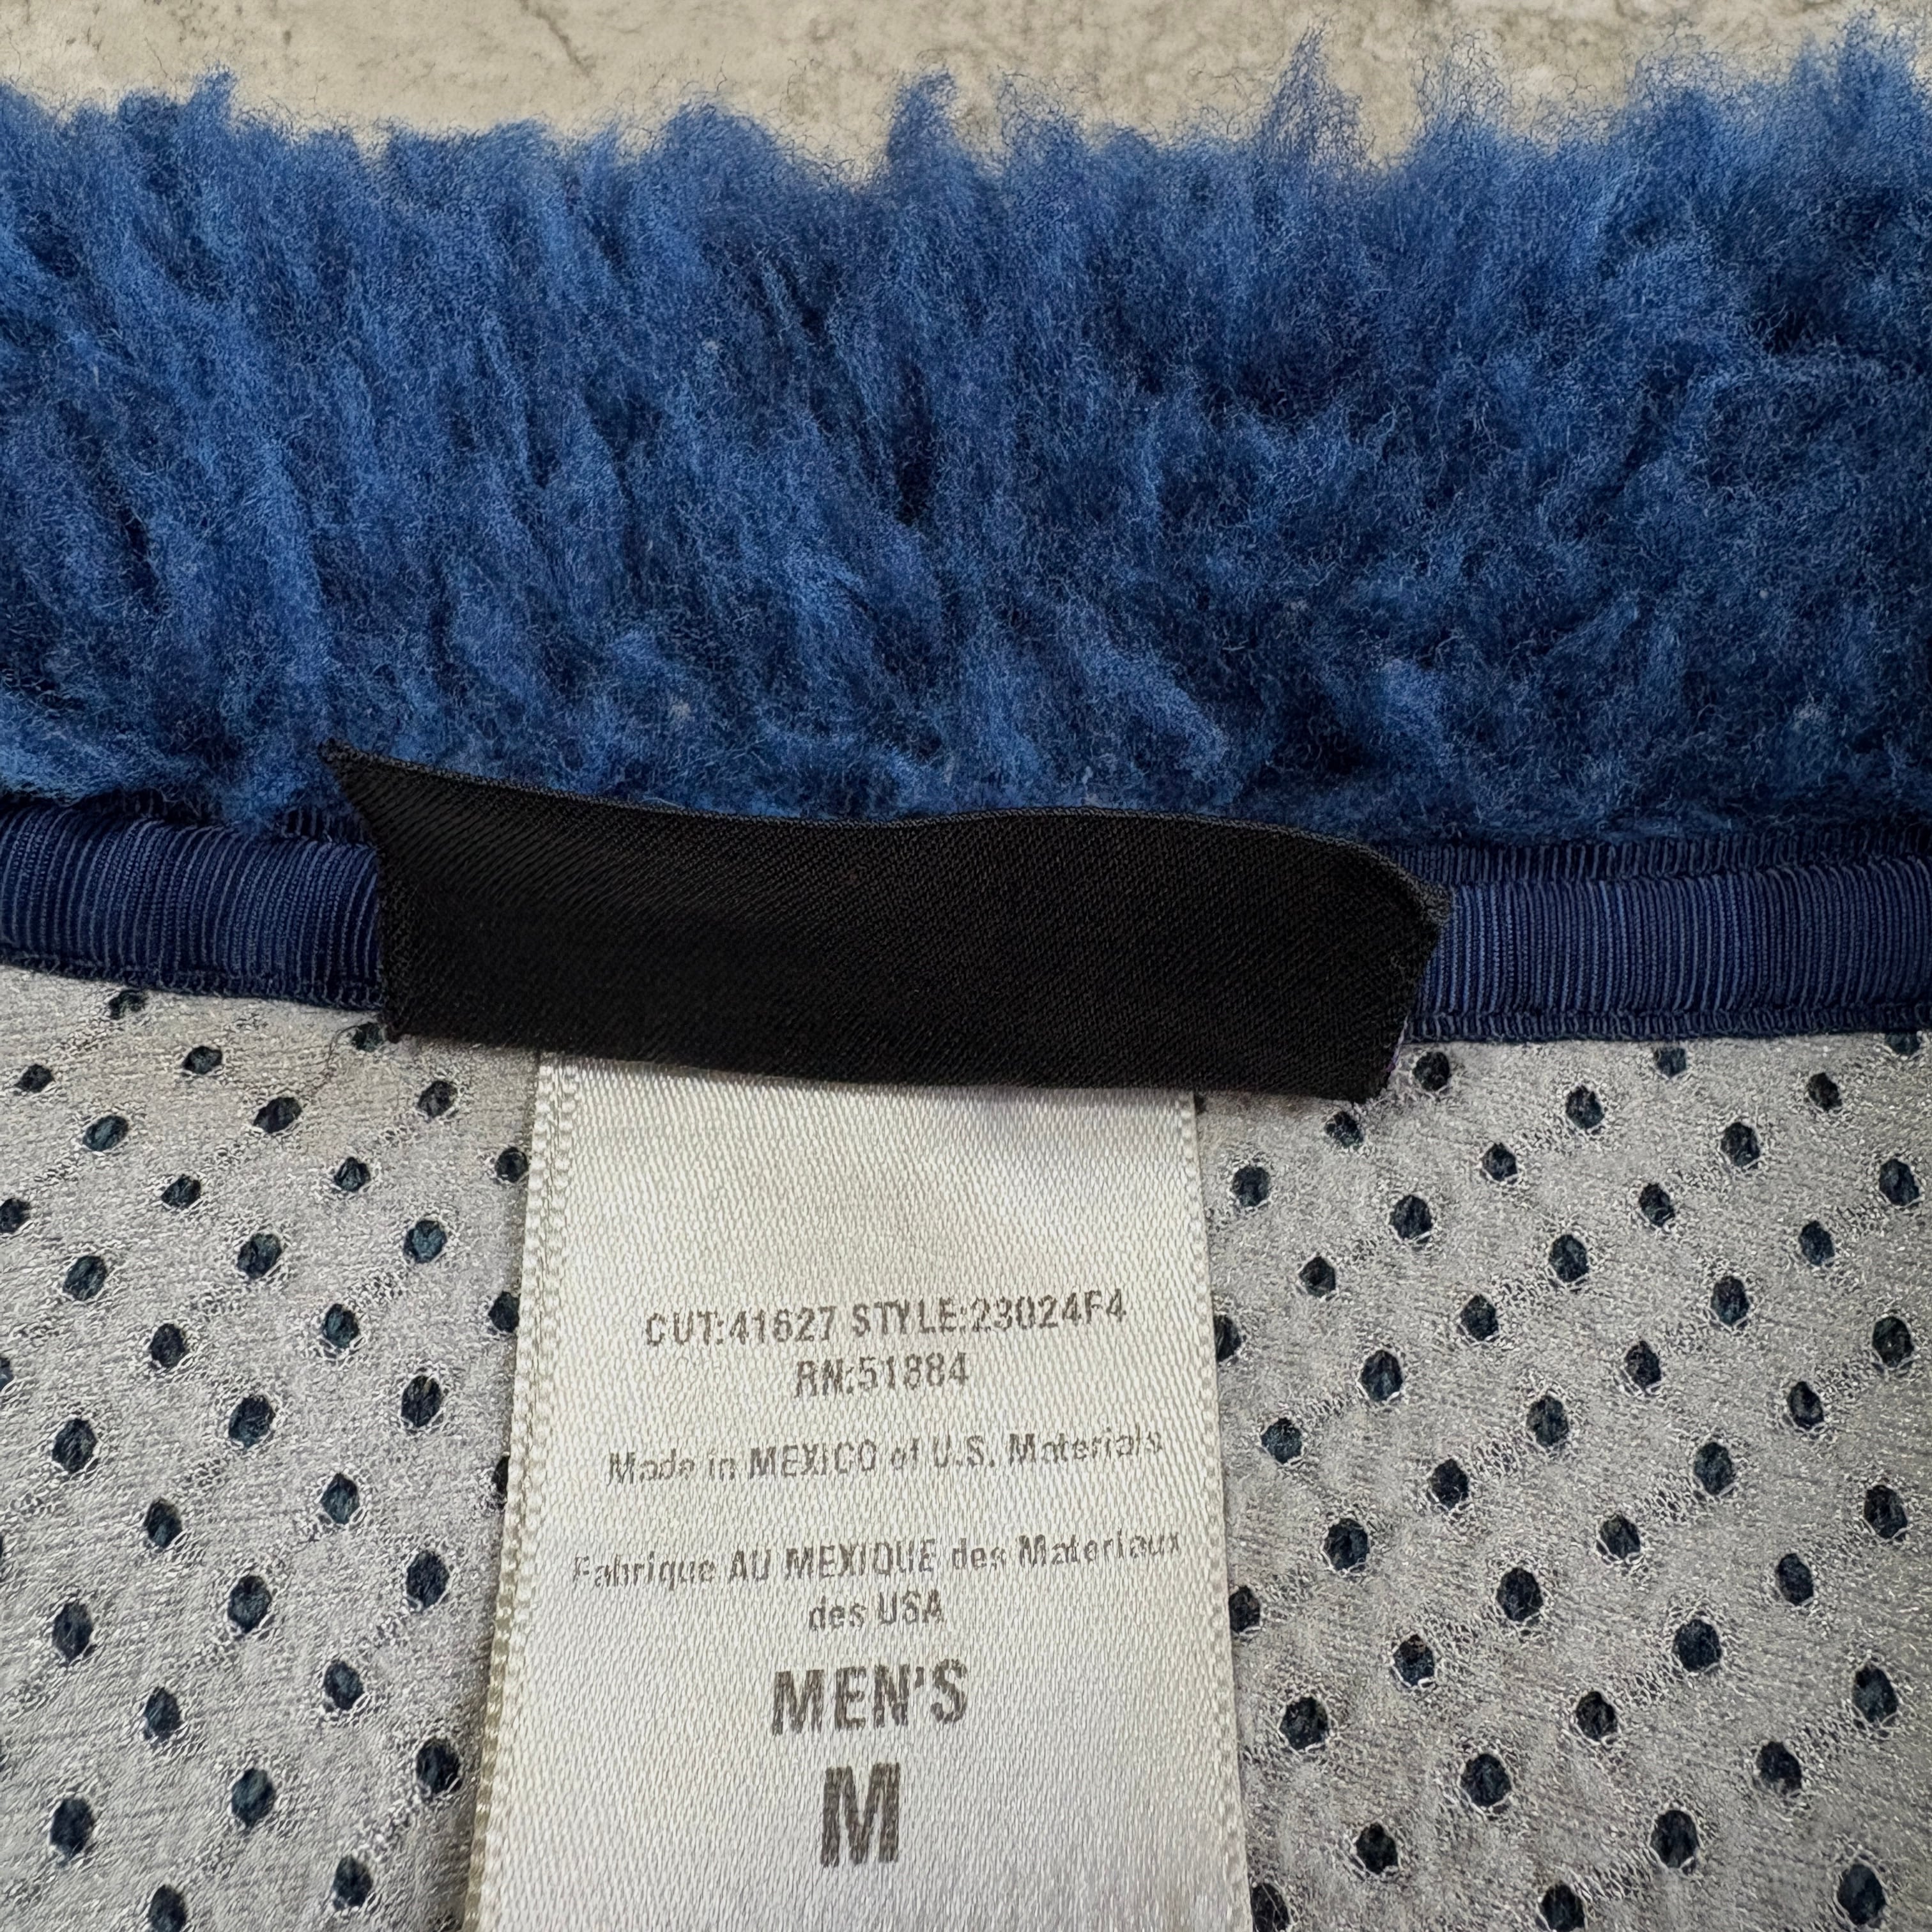 CUT:41627 STYLE:23024F4
RN:51884
Made in MEXICO of U.S. Materials
Fabrique AU MEXIQUE des Materiaux
des USA
MEN'S
M